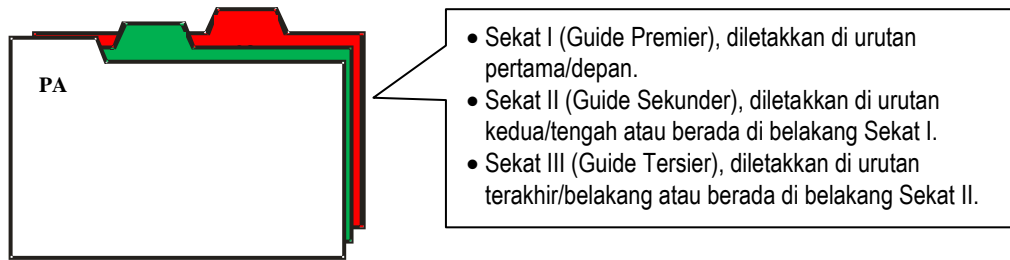 PA
• Sekat I (Guide Premier), diletakkan di urutan
pertama/depan.
• Sekat II (Guide Sekunder), diletakkan di urutan
kedua/tengah atau berada di belakang Sekat I.
• Sekat III (Guide Tersier), diletakkan di urutan
terakhir/belakang atau berada di belakang Sekat II.